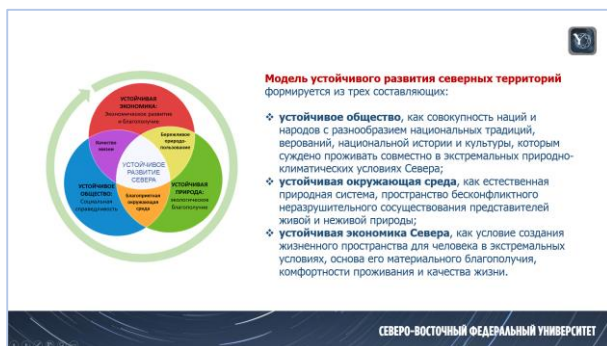 УСТОЙЧИВАЯ
ЭКОНОМИКА:
Экономическое развитие
и благополучие
Качество
жизни
Бережливое
природо-
пользование
УСТОЙЧИВОЕ
РАЗВИТИЕ
СЕВЕРА
УСТОЙЧИВОЕ
ОБЩЕСТВО:
Социальная
справедливость
Благоприятная
окружающая
среда
УСТОЙЧИВАЯ
ПРИРОДА:
экологическое
благополучие
Модель устойчивого развития северных территорий
формируется из трех составляющих:
❖ устойчивое общество, как совокупность наций и
народов с разнообразием национальных традиций,
верований, национальной истории и культуры, которым
суждено проживать совместно в экстремальных природно-
климатических условиях Севера;
❖ устойчивая окружающая среда, как естественная
природная система, пространство бесконфликтного
неразрушительного сосуществования представителей
живой и неживой природы;
❖ устойчивая экономика Севера, как условие создания
жизненного пространства для человека в экстремальных
условиях, основа его материального благополучия,
комфортности проживания и качества жизни.
СЕВЕРО-ВОСТОЧНЫЙ ФЕДЕРАЛЬНЫЙ УНИВЕРСИТЕТ